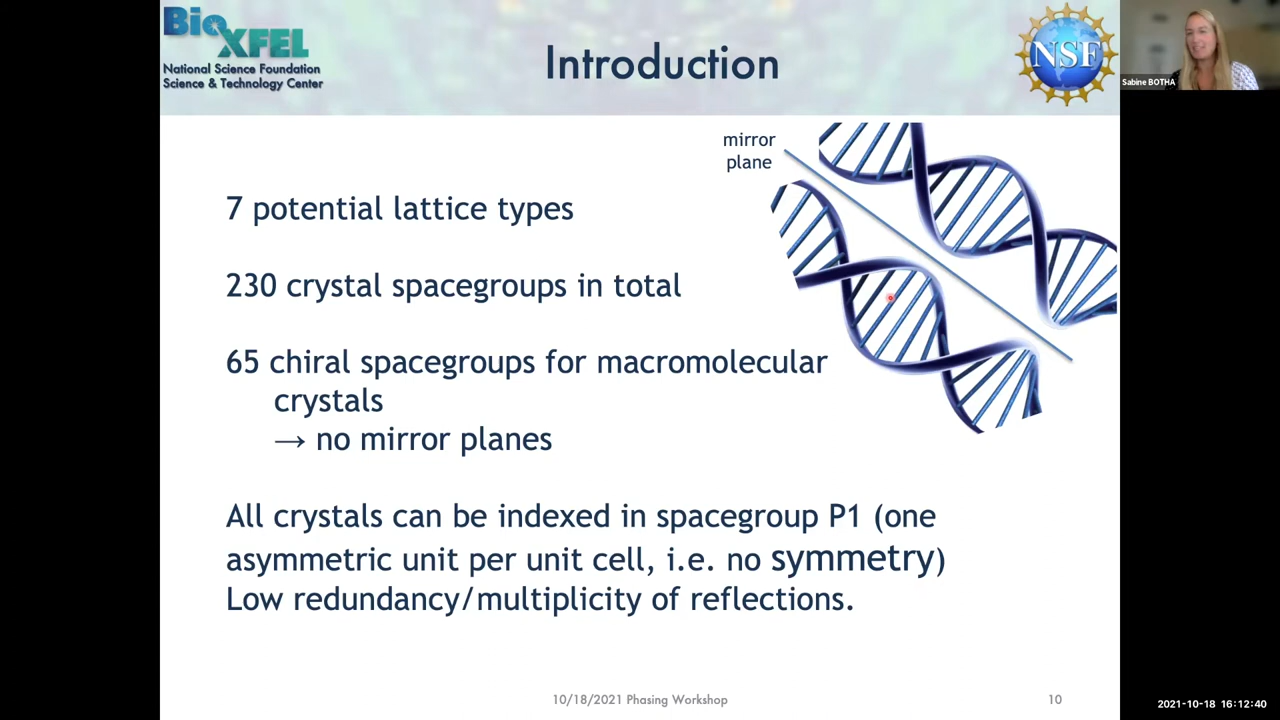 BioXFEL
National Science Foundation
Science & Technology Center
Introduction
NSF
Sabine BOTHA
mirror
plane
7 potential lattice types
230 crystal spacegroups in total
65 chiral spacegroups for macromolecular
crystals
→ no mirror planes
All crystals can be indexed in spacegroup P1 (one
asymmetric unit per unit cell, i.e. no symmetry)
Low redundancy/multiplicity of reflections.
10/18/2021 Phasing Workshop
10
2021-10-18 16:12:40